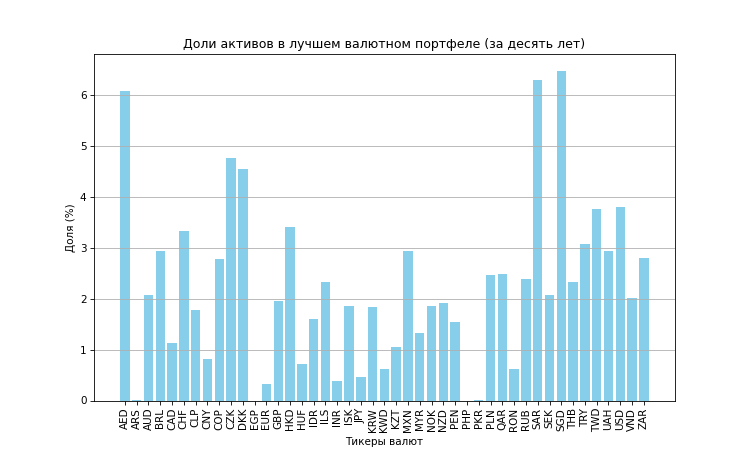 Доли активов в лучшем валютном портфеле (за десять лет)
Доля (%)
6
5
4
3
2
1
0
AED ARS AUD BRL CAD CHF CLP CNY COP CZK DKK EGP EUR GBP HKD HUF IDR ILS INR ISK JPY KRW KWD KZT MXN MYR NOK NZD PEN PHP PKR PLN QAR RON RUB SAR SEK SGD THB TRY TWD UAH USD VND ZAR
Тикеры валют